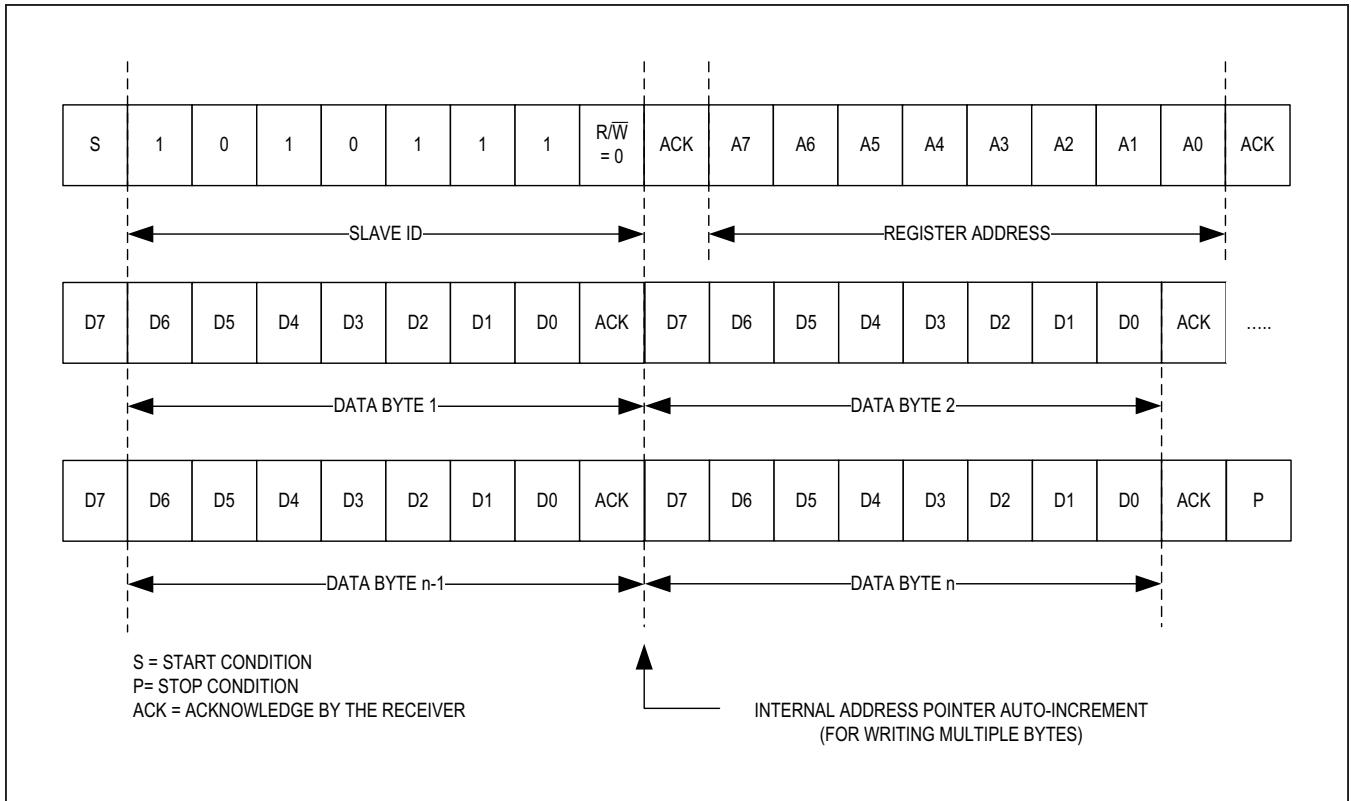 S 1 0 1 0 1 1 1 R/W̅ = 0 ACK A7 A6 A5 A4 A3 A2 A1 A0 ACK
SLAVE ID REGISTER ADDRESS
D7 D6 D5 D4 D3 D2 D1 D0 ACK D7 D6 D5 D4 D3 D2 D1 D0 ACK .....
DATA BYTE 1 DATA BYTE 2
D7 D6 D5 D4 D3 D2 D1 D0 ACK D7 D6 D5 D4 D3 D2 D1 D0 ACK P
DATA BYTE n-1 DATA BYTE n
S = START CONDITION
P= STOP CONDITION
ACK = ACKNOWLEDGE BY THE RECEIVER
INTERNAL ADDRESS POINTER AUTO-INCREMENT
(FOR WRITING MULTIPLE BYTES)